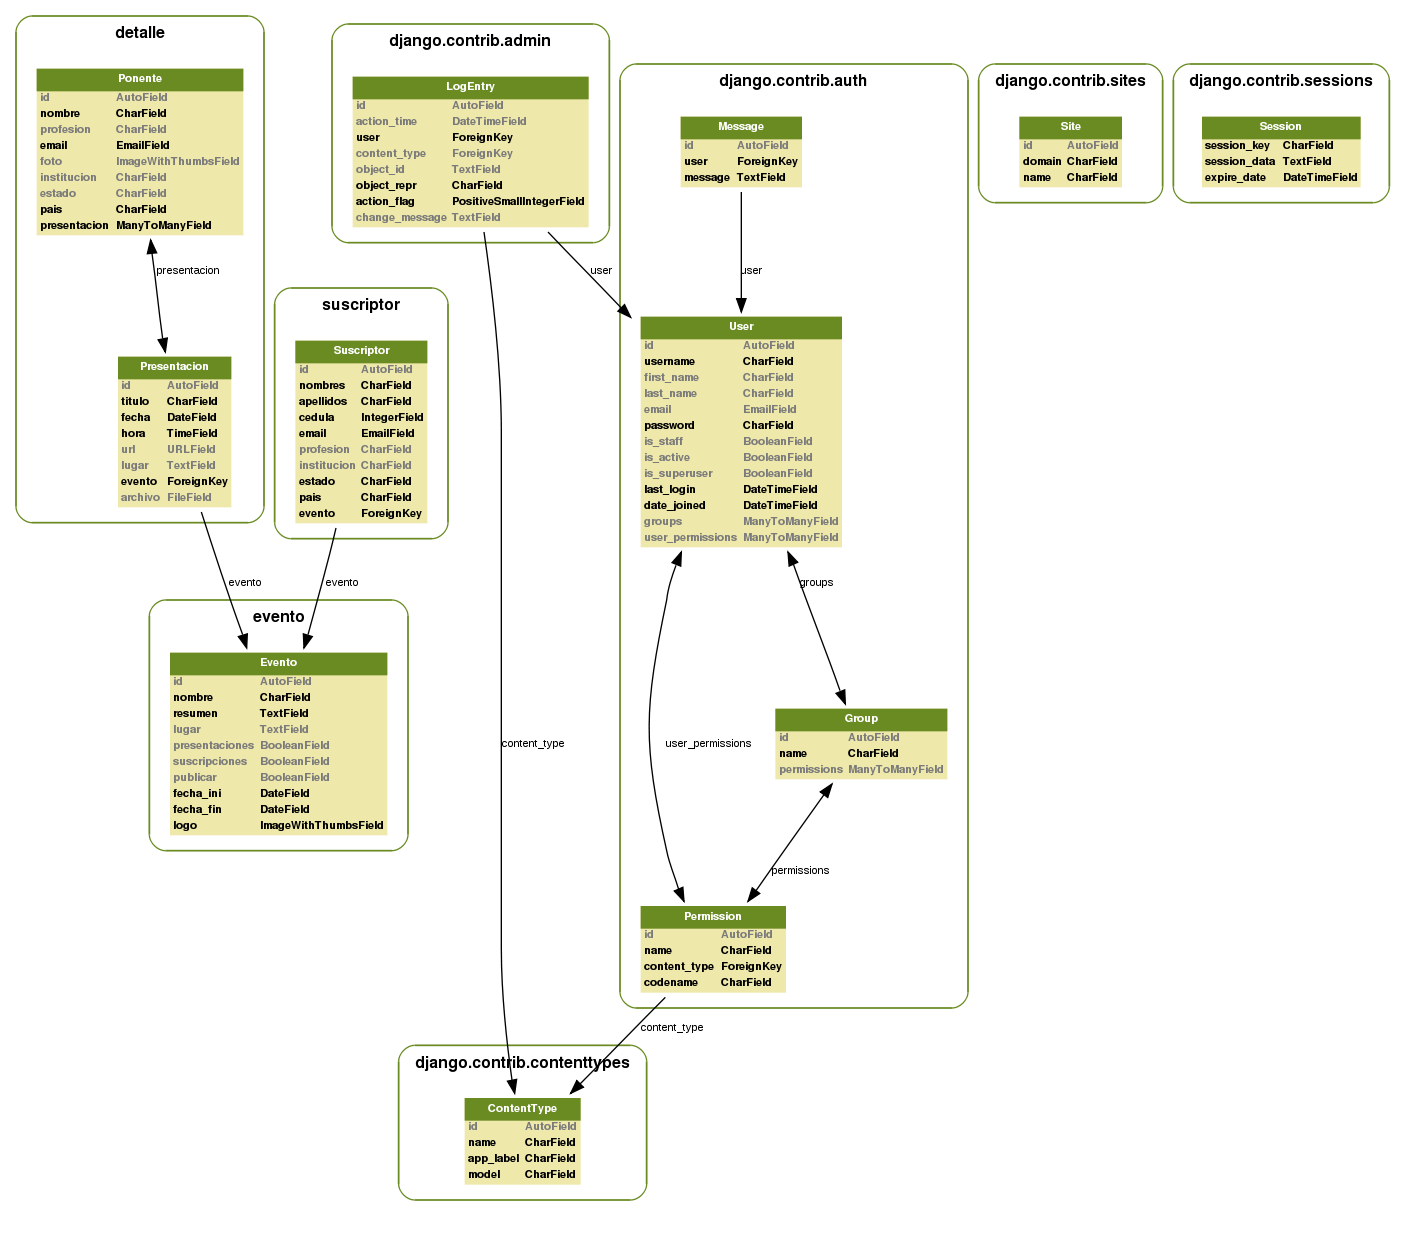 detalle
Ponente
id AutoField
nombre CharField
profesion CharField
email EmailField
foto ImageWithThumbsField
institucion CharField
estado CharField
pais CharField
presentacion ManyToManyField
presentacion
Presentacion
id AutoField
titulo CharField
fecha DateField
hora TimeField
url URLField
lugar TextField
evento ForeignKey
archivo FileField
evento
suscriptor
Suscriptor
id AutoField
nombres CharField
apellidos CharField
cedula IntegerField
email EmailField
profesion CharField
institucion CharField
estado CharField
pais CharField
evento ForeignKey
evento
evento
Evento
id AutoField
nombre CharField
resumen TextField
lugar TextField
presentaciones BooleanField
suscripciones BooleanField
publicar BooleanField
fecha_ini DateField
fecha_fin DateField
logo ImageWithThumbsField
django.contrib.admin
LogEntry
id AutoField
action_time DateTimeField
user ForeignKey
content_type ForeignKey
object_id TextField
object_repr CharField
action_flag PositiveSmallIntegerField
change_message TextField
user
content_type
django.contrib.auth
Message
id AutoField
user ForeignKey
message TextField
user
User
id AutoField
username CharField
first_name CharField
last_name CharField
email EmailField
password CharField
is_staff BooleanField
is_active BooleanField
is_superuser BooleanField
last_login DateTimeField
date_joined DateTimeField
groups ManyToManyField
user_permissions ManyToManyField
groups
user_permissions
Group
id AutoField
name CharField
permissions ManyToManyField
permissions
Permission
id AutoField
name CharField
content_type ForeignKey
codename CharField
content_type
django.contrib.contenttypes
ContentType
id AutoField
name CharField
app_label CharField
model CharField
django.contrib.sites
Site
id AutoField
domain CharField
name CharField
django.contrib.sessions
Session
session_key CharField
session_data TextField
expire_date DateTimeField